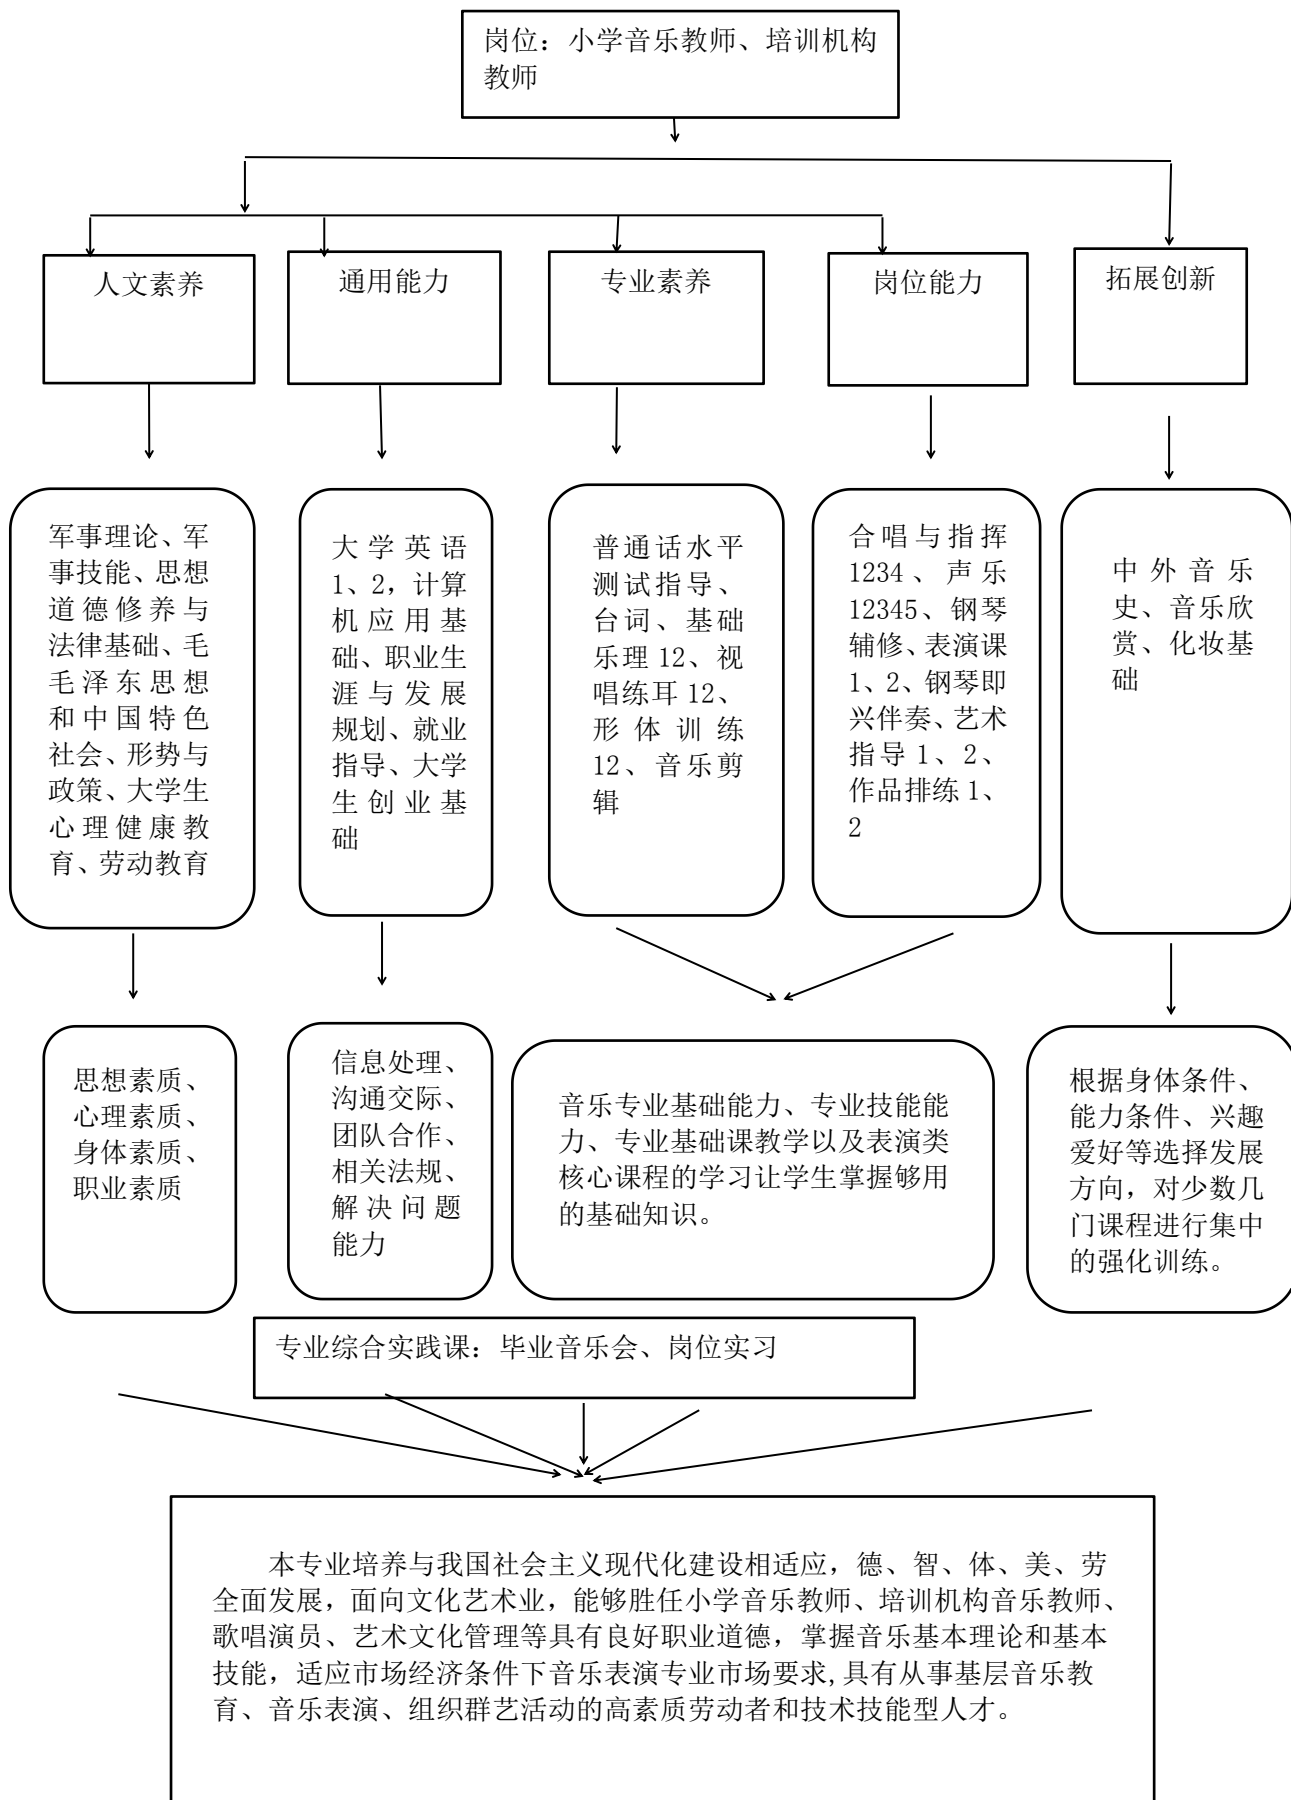 岗位：小学音乐教师、培训机构
教师
人文素养
通用能力
专业素养
岗位能力
拓展创新
军事理论、军
事技能、思想
道德修养与
法律基础、毛
毛泽东思想
和中国特色
社会、形势与
政策、大学生
心理健康教
育、劳动教育
大学英语
1、2，计算
机应用基
础、职业生
涯与发展
规划、就业
指导、大学
生创业基
础
普通话水平
测试指导、
台词、基础
乐理 12、视
唱练耳 12、
形体训练
12、音乐剪
辑
合唱与指挥
1234、声乐
12345、钢琴
辅修、表演课
1、2、钢琴即
兴伴奏、艺术
指导 1、2、
作品排练 1、
2
中外音乐
史、音乐欣
赏、化妆基
础
思想素质、
心理素质、
身体素质、
职业素质
信息处理、
沟通交际、
团队合作、
相关法规、
解决问题
能力
音乐专业基础能力、专业技能能
力、专业基础课教学以及表演类
核心课程的学习让学生掌握够用
的基础知识。
根据身体条件、
能力条件、兴趣
爱好等选择发展
方向，对少数几
门课程进行集中
的强化训练。
专业综合实践课：毕业音乐会、岗位实习
本专业培养与我国社会主义现代化建设相适应，德、智、体、美、劳
全面发展，面向文化艺术业，能够胜任小学音乐教师、培训机构音乐教师、
歌唱演员、艺术文化管理等具有良好职业道德，掌握音乐基本理论和基本
技能，适应市场经济条件下音乐表演专业市场要求,具有从事基层音乐教
育、音乐表演、组织群艺活动的高素质劳动者和技术技能型人才。